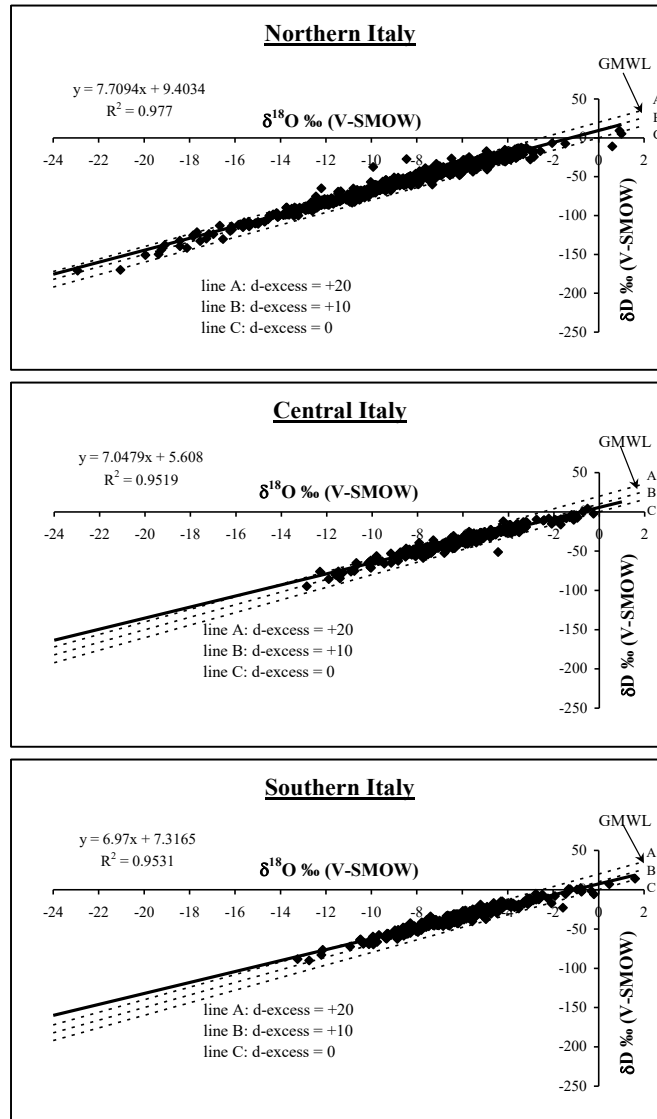 Northern Italy
y = 7.7094x + 9.4034
R² = 0.977
GMWL
δ¹⁸O ‰ (V-SMOW)
A
B
C
50
0
-50
-100
-150
-200
-250
-24 -22 -20 -18 -16 -14 -12 -10 -8 -6 -4 -2 0 2
δD ‰ (V-SMOW)
line A: d-excess = +20
line B: d-excess = +10
line C: d-excess = 0
Central Italy
y = 7.0479x + 5.608
R² = 0.9519
GMWL
δ¹⁸O ‰ (V-SMOW)
A
B
C
50
0
-50
-100
-150
-200
-250
-24 -22 -20 -18 -16 -14 -12 -10 -8 -6 -4 -2 0 2
δD ‰ (V-SMOW)
line A: d-excess = +20
line B: d-excess = +10
line C: d-excess = 0
Southern Italy
y = 6.97x + 7.3165
R² = 0.9531
GMWL
δ¹⁸O ‰ (V-SMOW)
A
B
C
50
0
-50
-100
-150
-200
-250
-24 -22 -20 -18 -16 -14 -12 -10 -8 -6 -4 -2 0 2
δD ‰ (V-SMOW)
line A: d-excess = +20
line B: d-excess = +10
line C: d-excess = 0